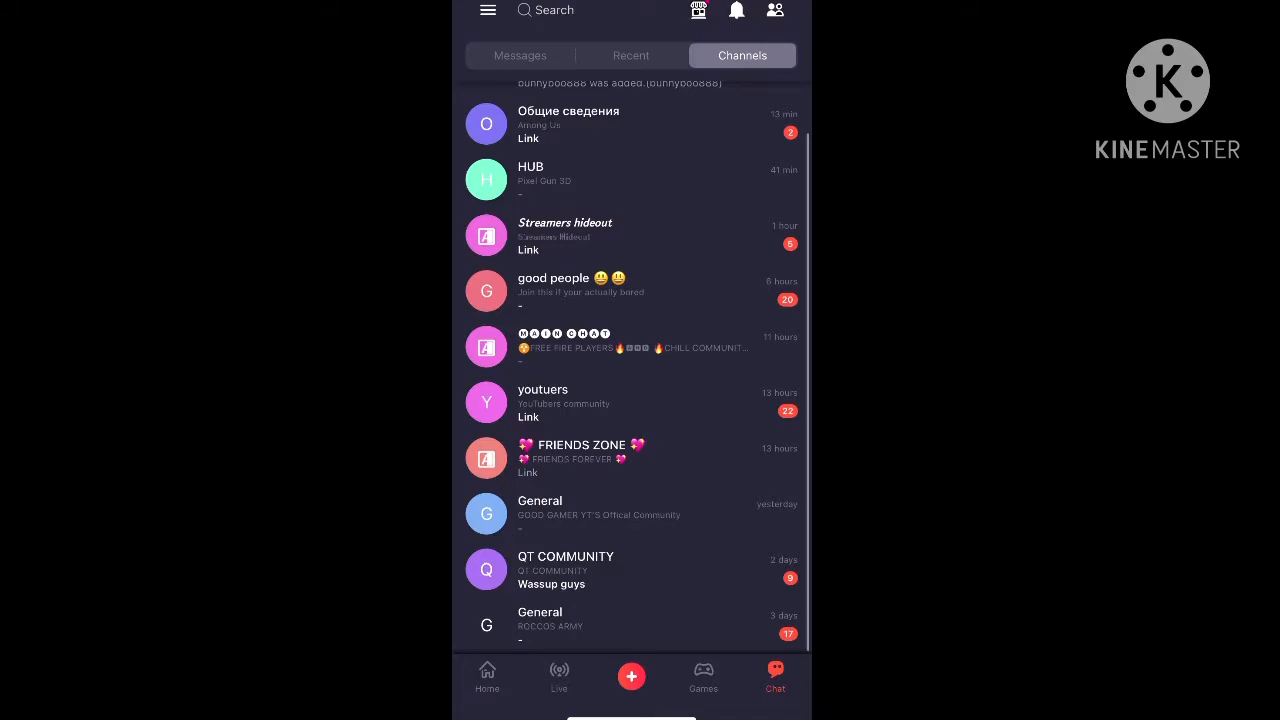 Search
Messages
Recent
Channels
bunnyboo888 was added.(bunnyboo888)
O
Общие сведения
13 min
Among Us
2
Link
H
HUB
41 min
Pixel Gun 3D
-
A
Streamers hideout
1 hour
Streamers Hideout
5
Link
G
good people 😃😃
6 hours
Join this if your actually bored
20
-
A
🅜🅐🅘🅝 🅒🅗🅐🅣
11 hours
FREE FIRE PLAYERS🔥🅰🅽🅳 🔥CHILL COMMUNIT...
-
Y
youtuers
13 hours
YouTubers community
22
Link
A
💖 FRIENDS ZONE 💖
13 hours
💖 FRIENDS FOREVER 💖
Link
G
General
yesterday
GOOD GAMER YT'S Offical Community
-
Q
QT COMMUNITY
2 days
QT COMMUNITY
9
Wassup guys
G
General
3 days
ROCCOS ARMY
17
-
Home
Live
Games
Chat
K
KINEMASTER